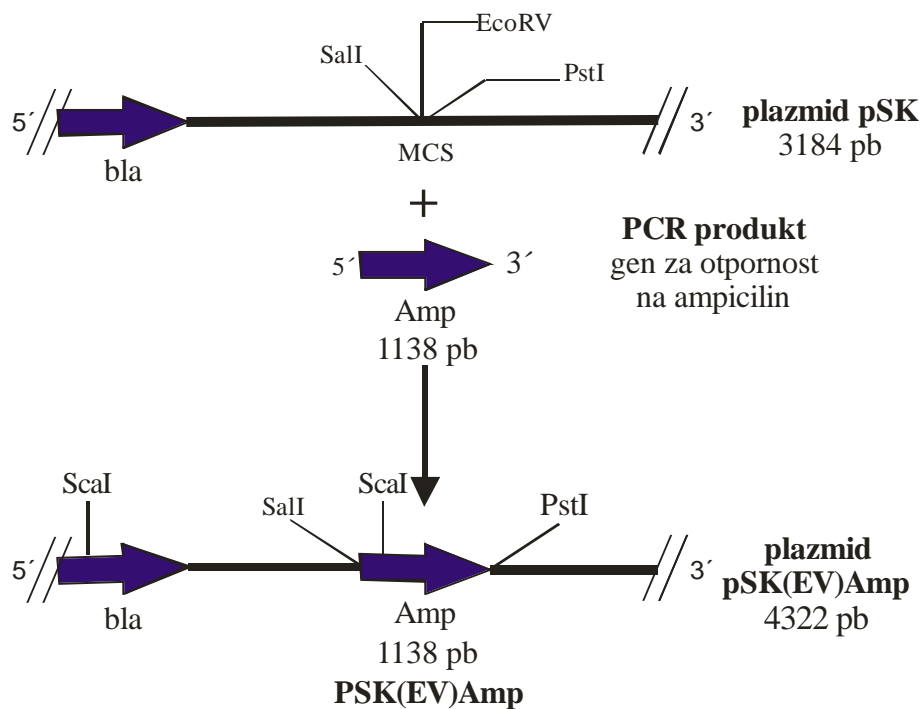 EcoRV
SalI
PstI
5´
3´
bla
MCS
plazmid pSK
3184 pb
+
PCR produkt
gen za otpornost
na ampicilin
5´
3´
Amp
1138 pb
ScaI
ScaI
SalI
PstI
5´
3´
bla
Amp
1138 pb
PSK(EV)Amp
plazmid
pSK(EV)Amp
4322 pb